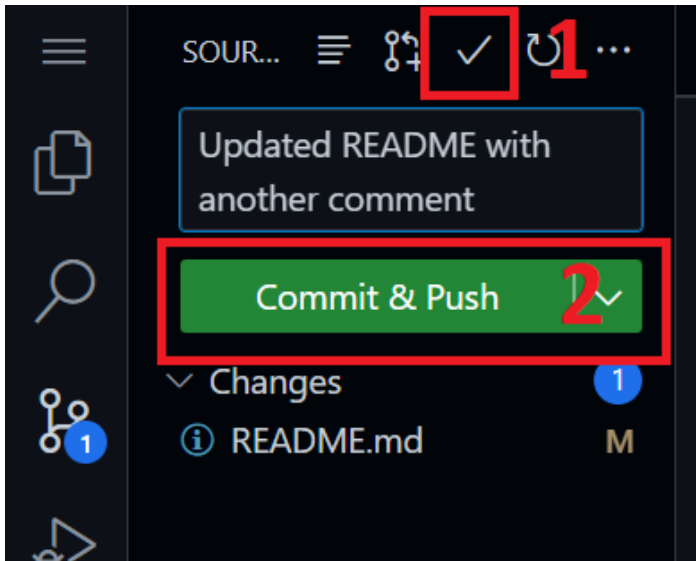 SOUR...
1
Updated README with
another comment
Commit & Push
2
Changes
1
README.md
M
1